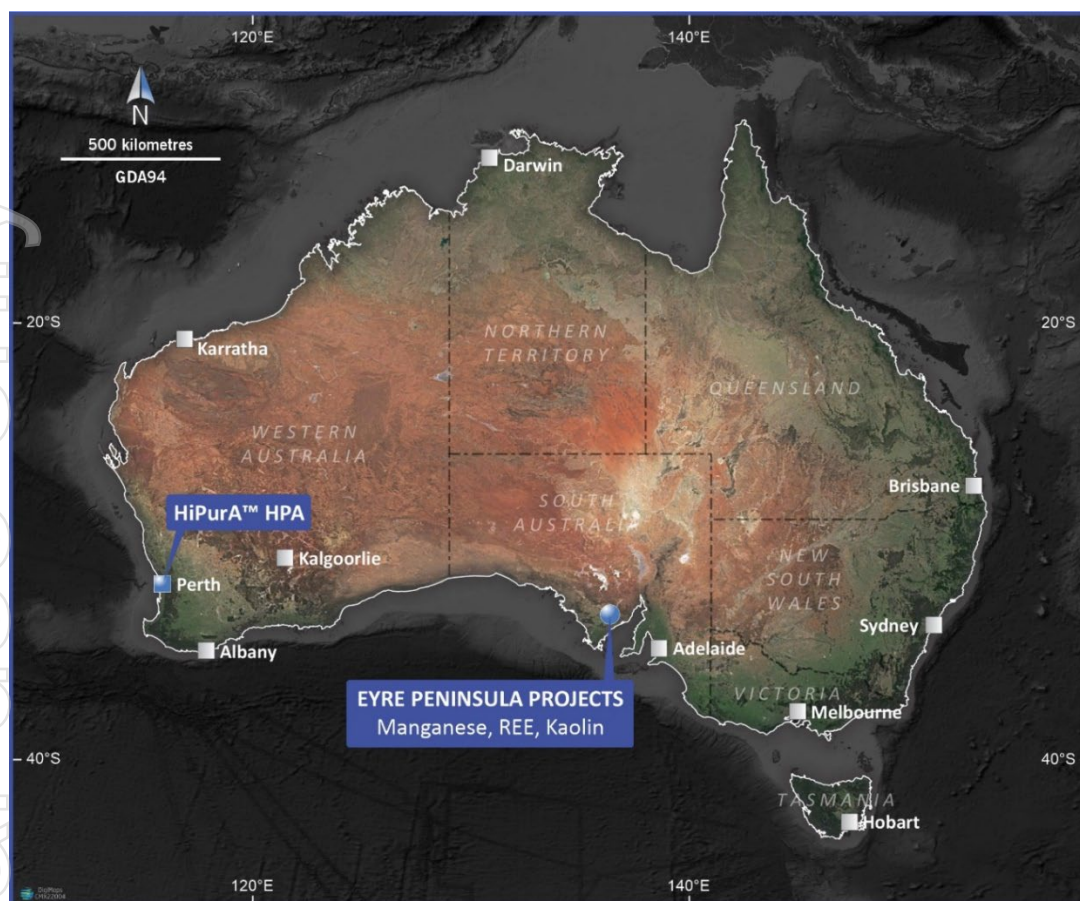 120°E
140°E
N
500 kilometres
GDA94
Darwin
20°S
20°S
Karratha
NORTHERN
TERRITORY
QUEENSLAND
WESTERN
AUSTRALIA
SOUTH
AUSTRALIA
Brisbane
HiPurA™ HPA
Kalgoorlie
NEW
SOUTH
WALES
Perth
Sydney
Albany
Adelaide
EYRE PENINSULA PROJECTS
Manganese, REE, Kaolin
VICTORIA
Melbourne
40°S
40°S
TASMANIA
Hobart
120°E
140°E
DigiMaps